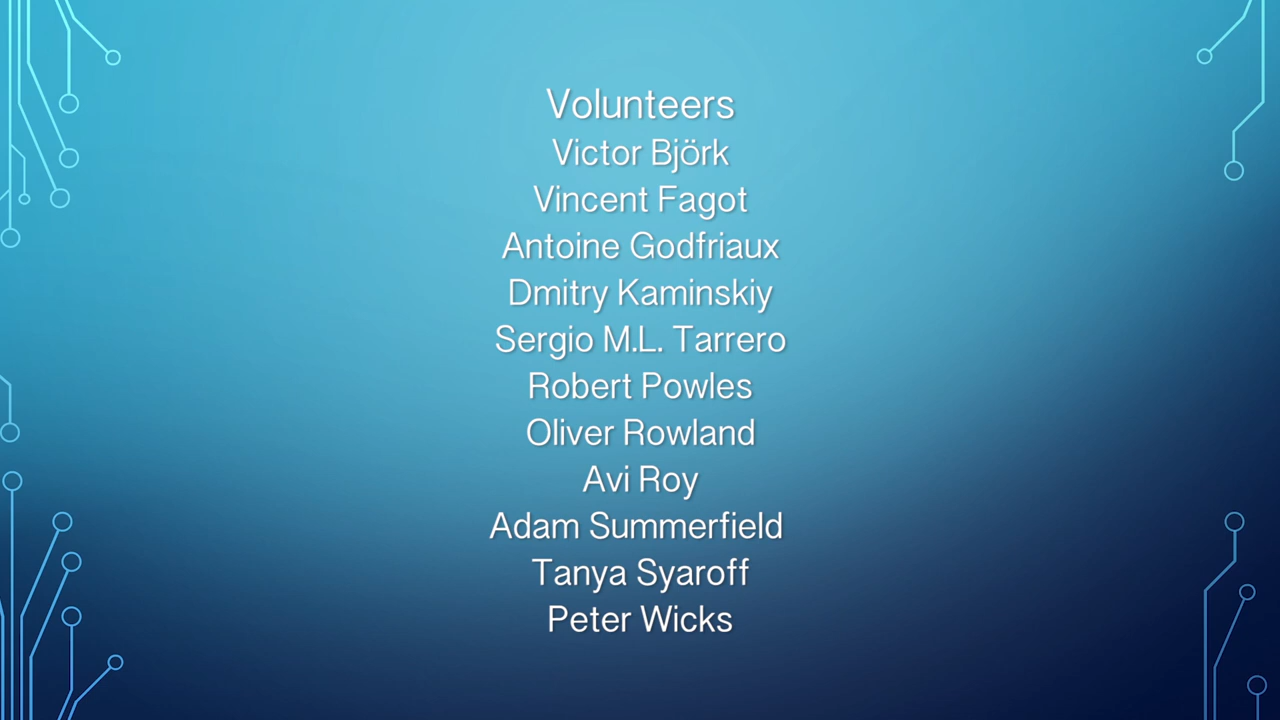 Volunteers
Victor Björk
Vincent Fagot
Antoine Godfriaux
Dmitry Kaminskiy
Sergio M.L. Tarrero
Robert Powles
Oliver Rowland
Avi Roy
Adam Summerfield
Tanya Syaroff
Peter Wicks